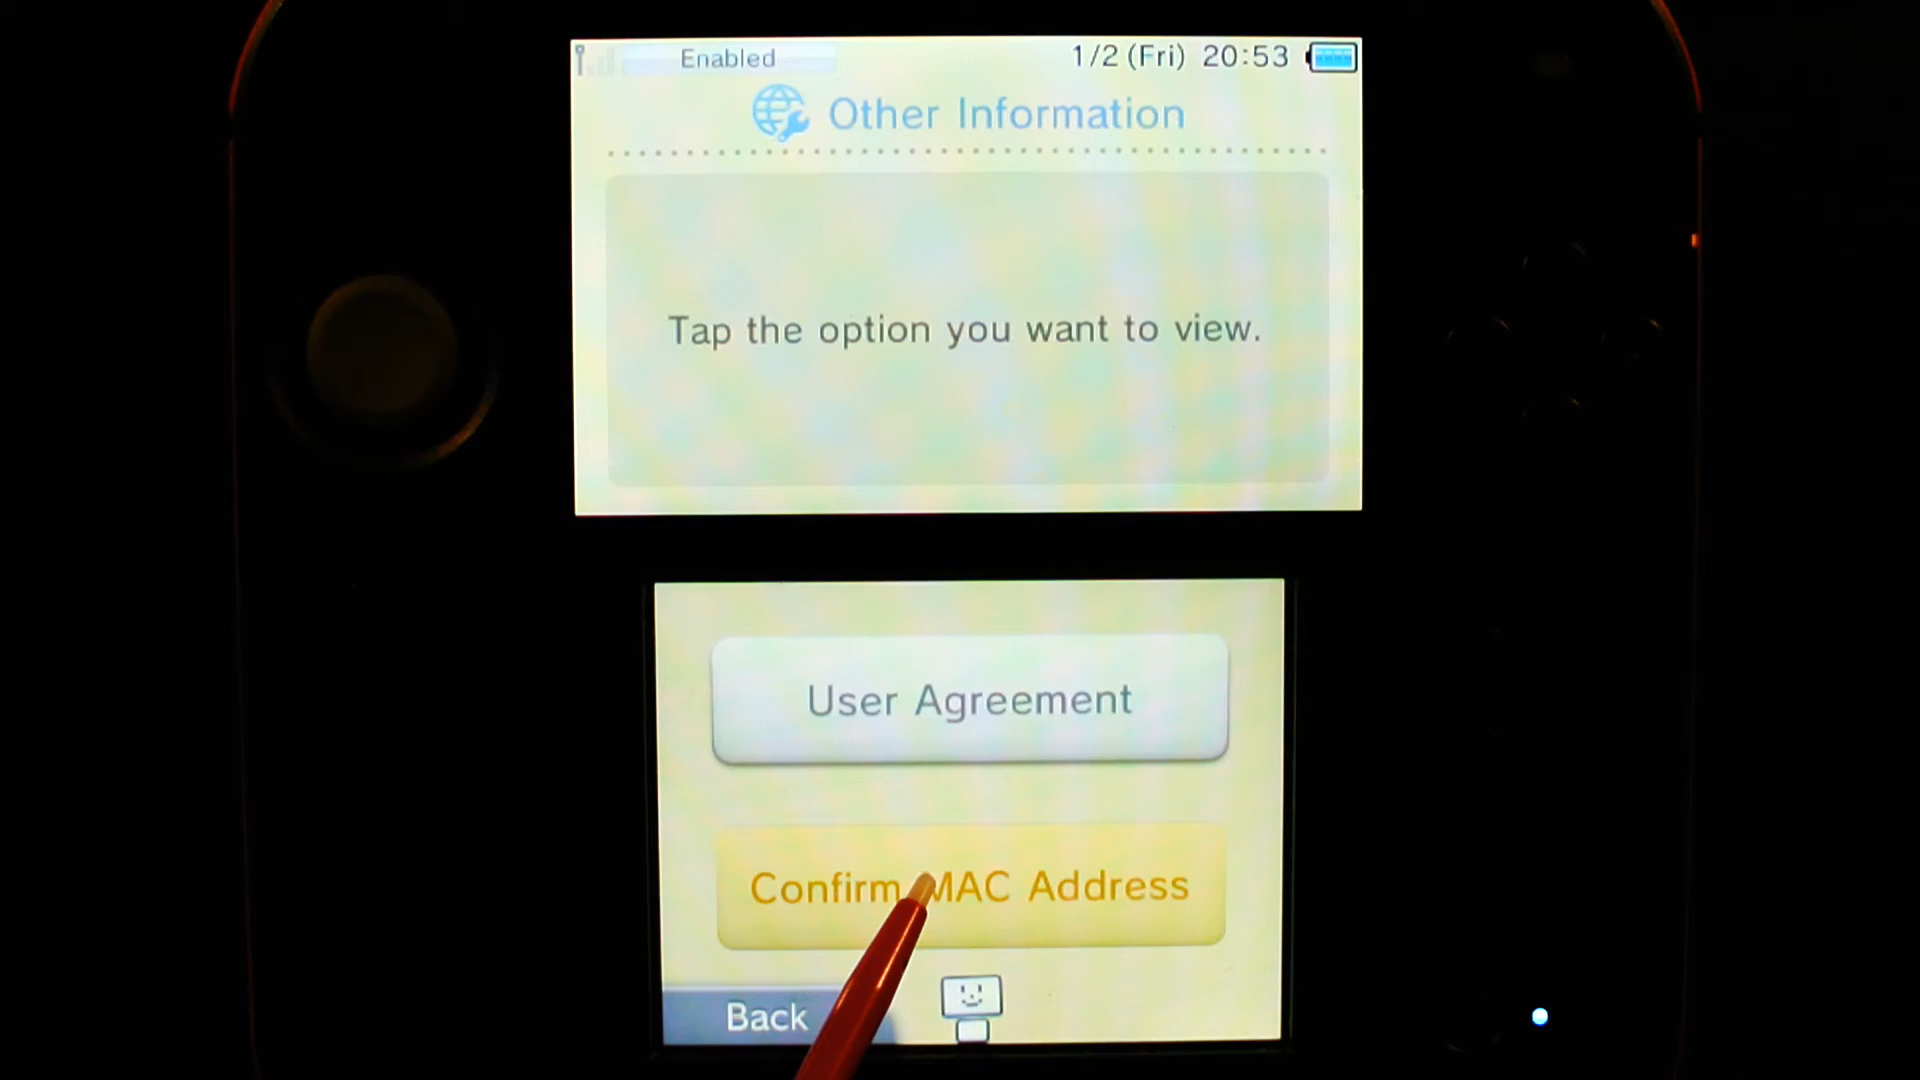 Enabled 1/2 (Fri) 20:53
Other Information
Tap the option you want to view.
User Agreement
Confirm MAC Address
Back